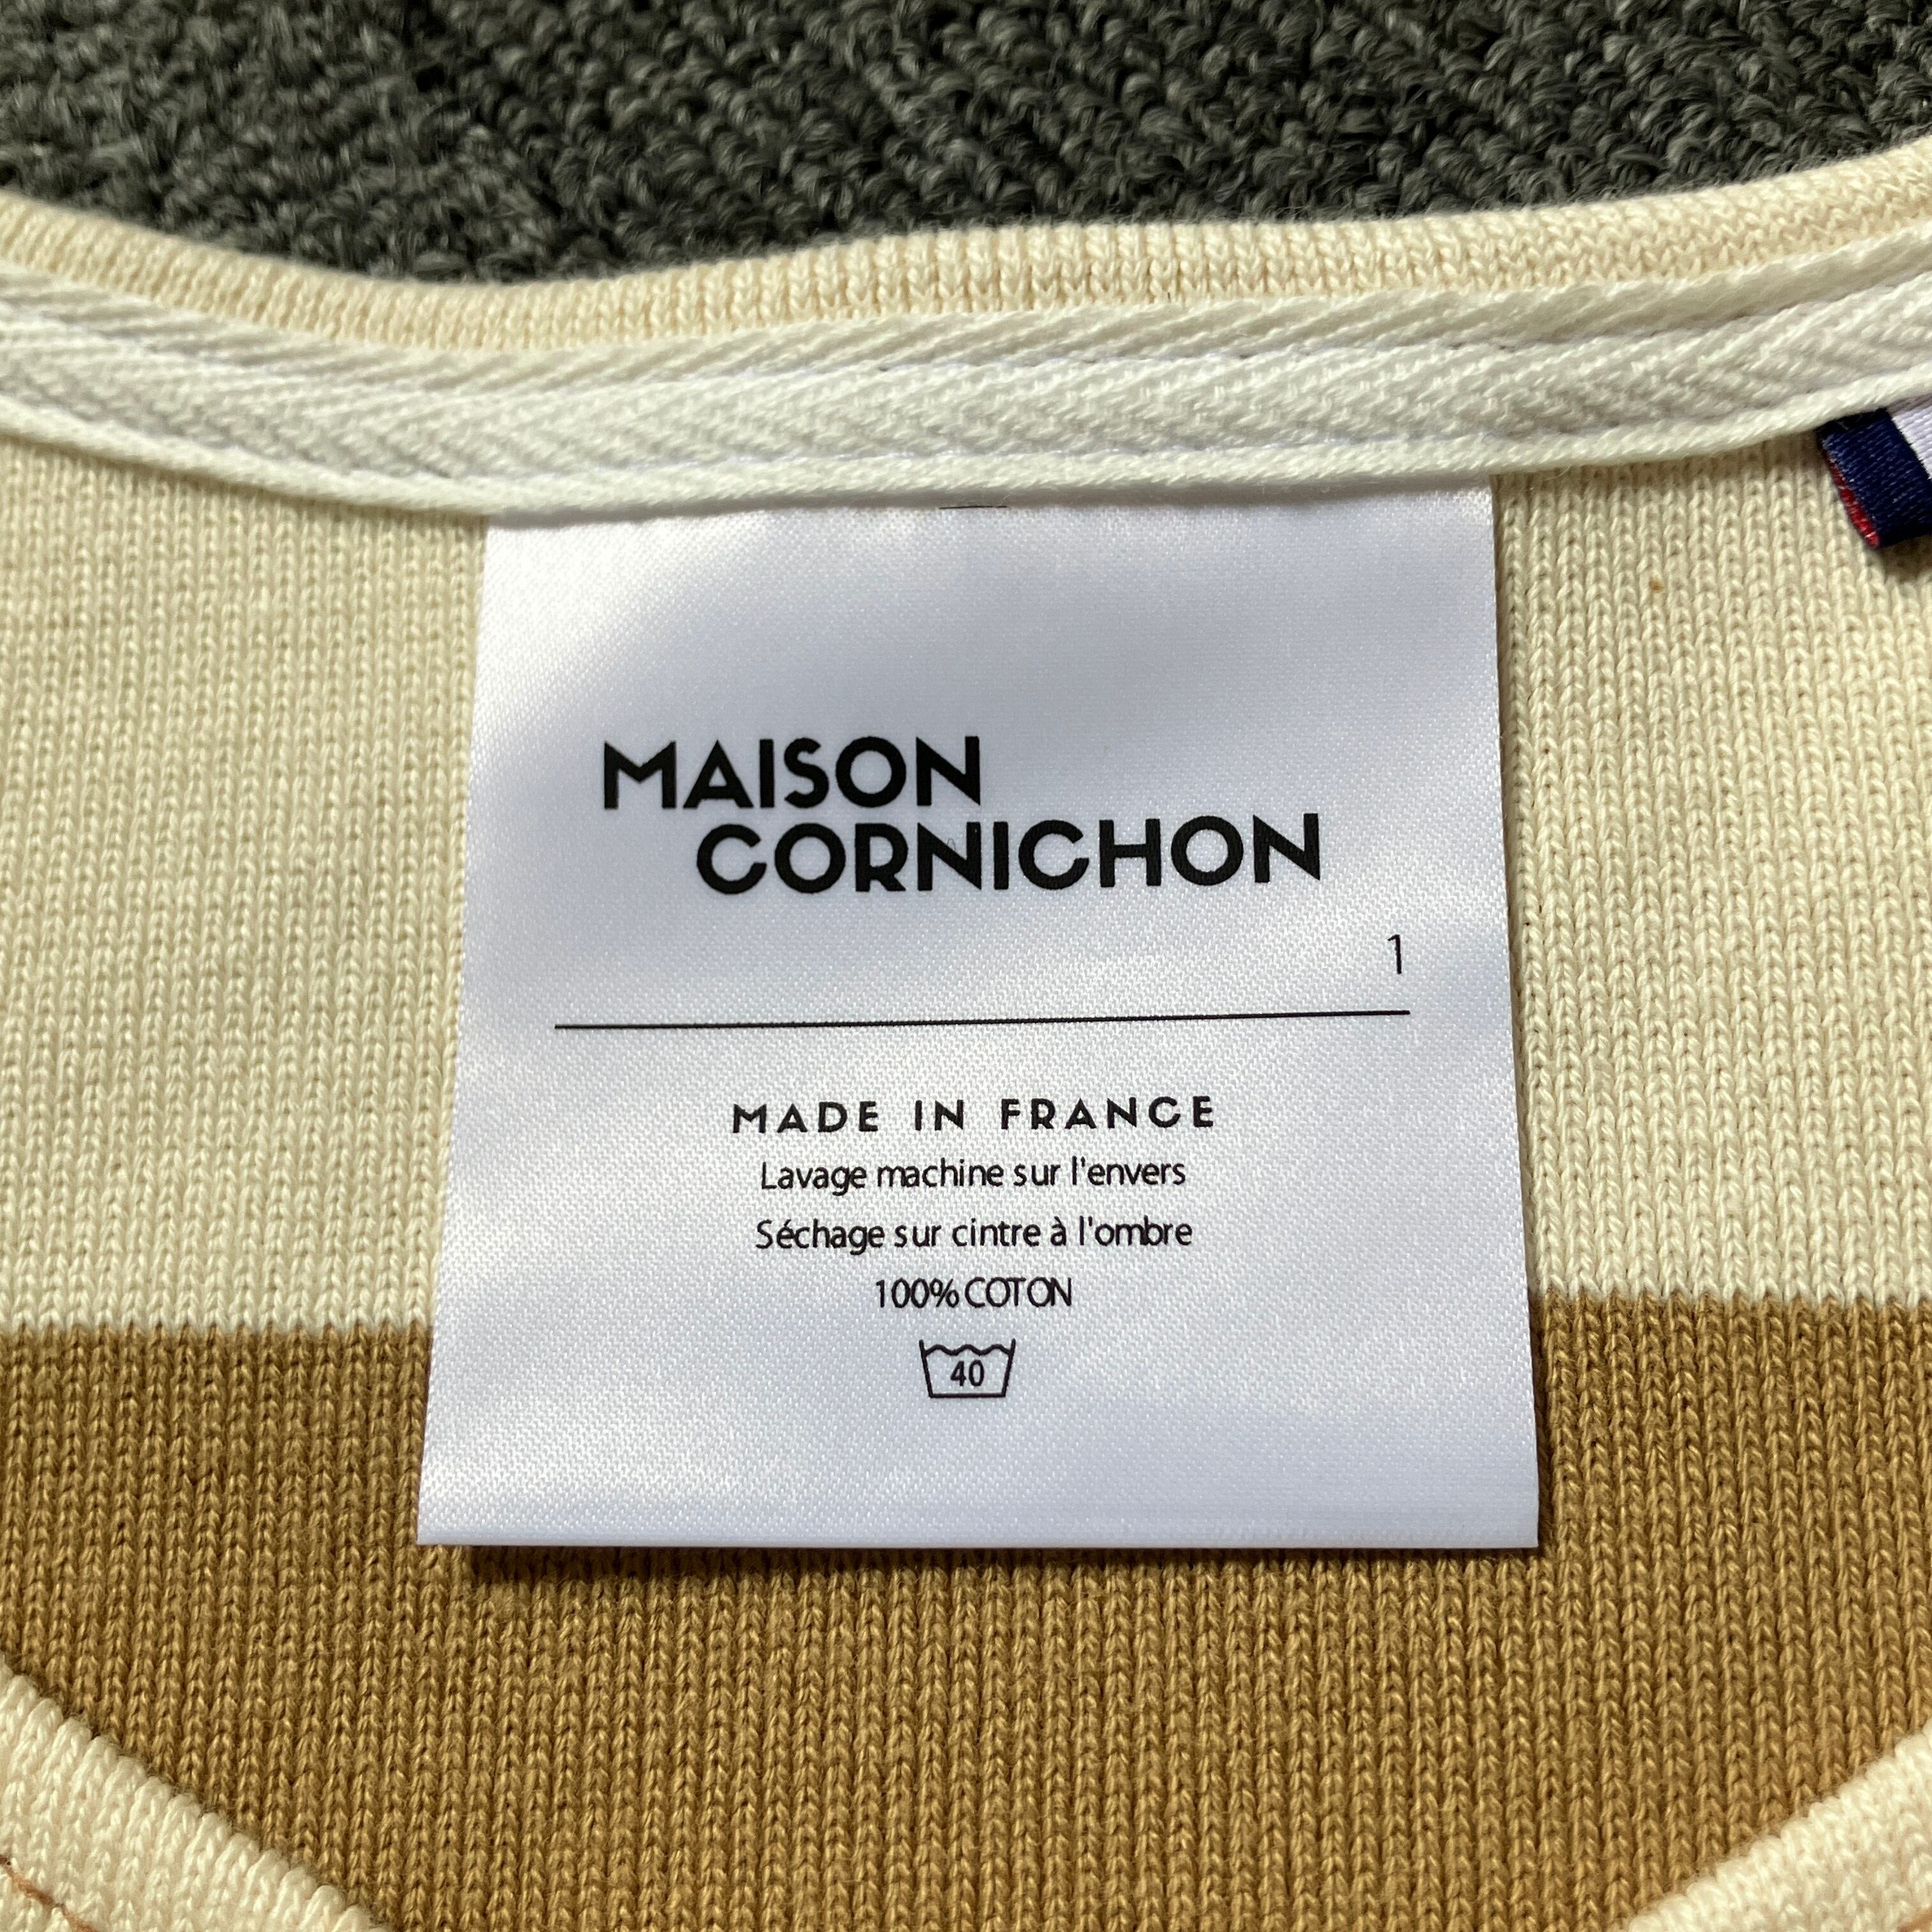 MAISON
CORNICHON
1
MADE IN FRANCE
Lavage machine sur l'envers
Séchage sur cintre à l'ombre
100% COTON
40